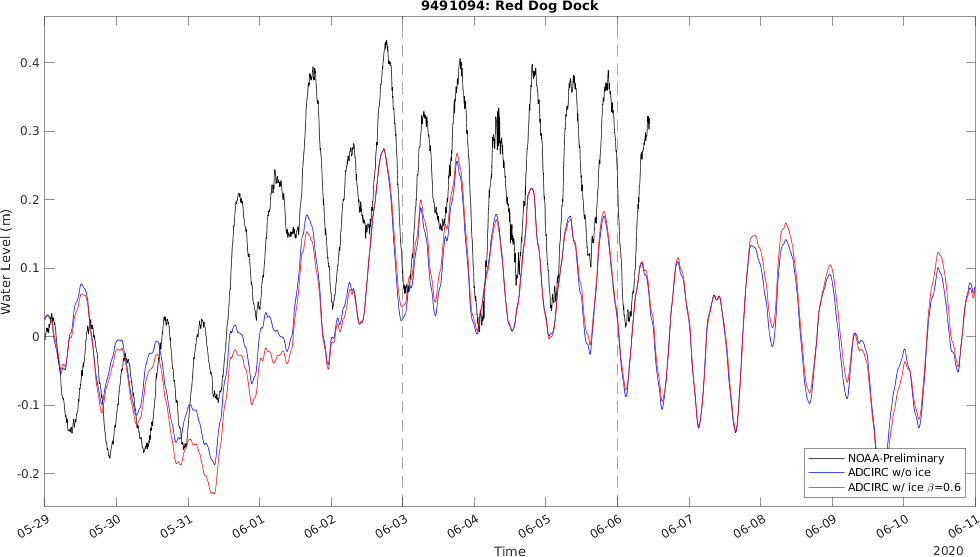 9491094: Red Dog Dock
Water Level (m)
0.4
0.3
0.2
0.1
0
-0.1
-0.2
NOAA-Preliminary
ADCIRC w/o ice
ADCIRC w/ ice β=0.6
05-29 05-30 05-31 06-01 06-02 06-03 06-04 06-05 06-06 06-07 06-08 06-09 06-10 06-11
Time
2020